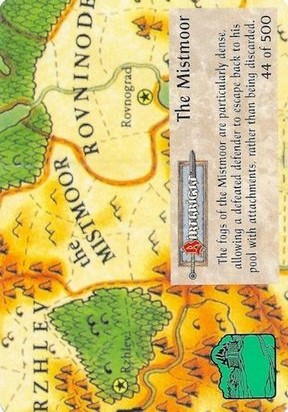 The Mistmoor
BIRTHRIGHT
The fogs of the Mistmoor are particularly dense,
allowing a defeated defender to escape back to his
pool with attachments, rather than being discarded.
44 of 500
ROVNINODE
Rovnograd
the
MISTMOOR
RZHLEV
Rzhlev